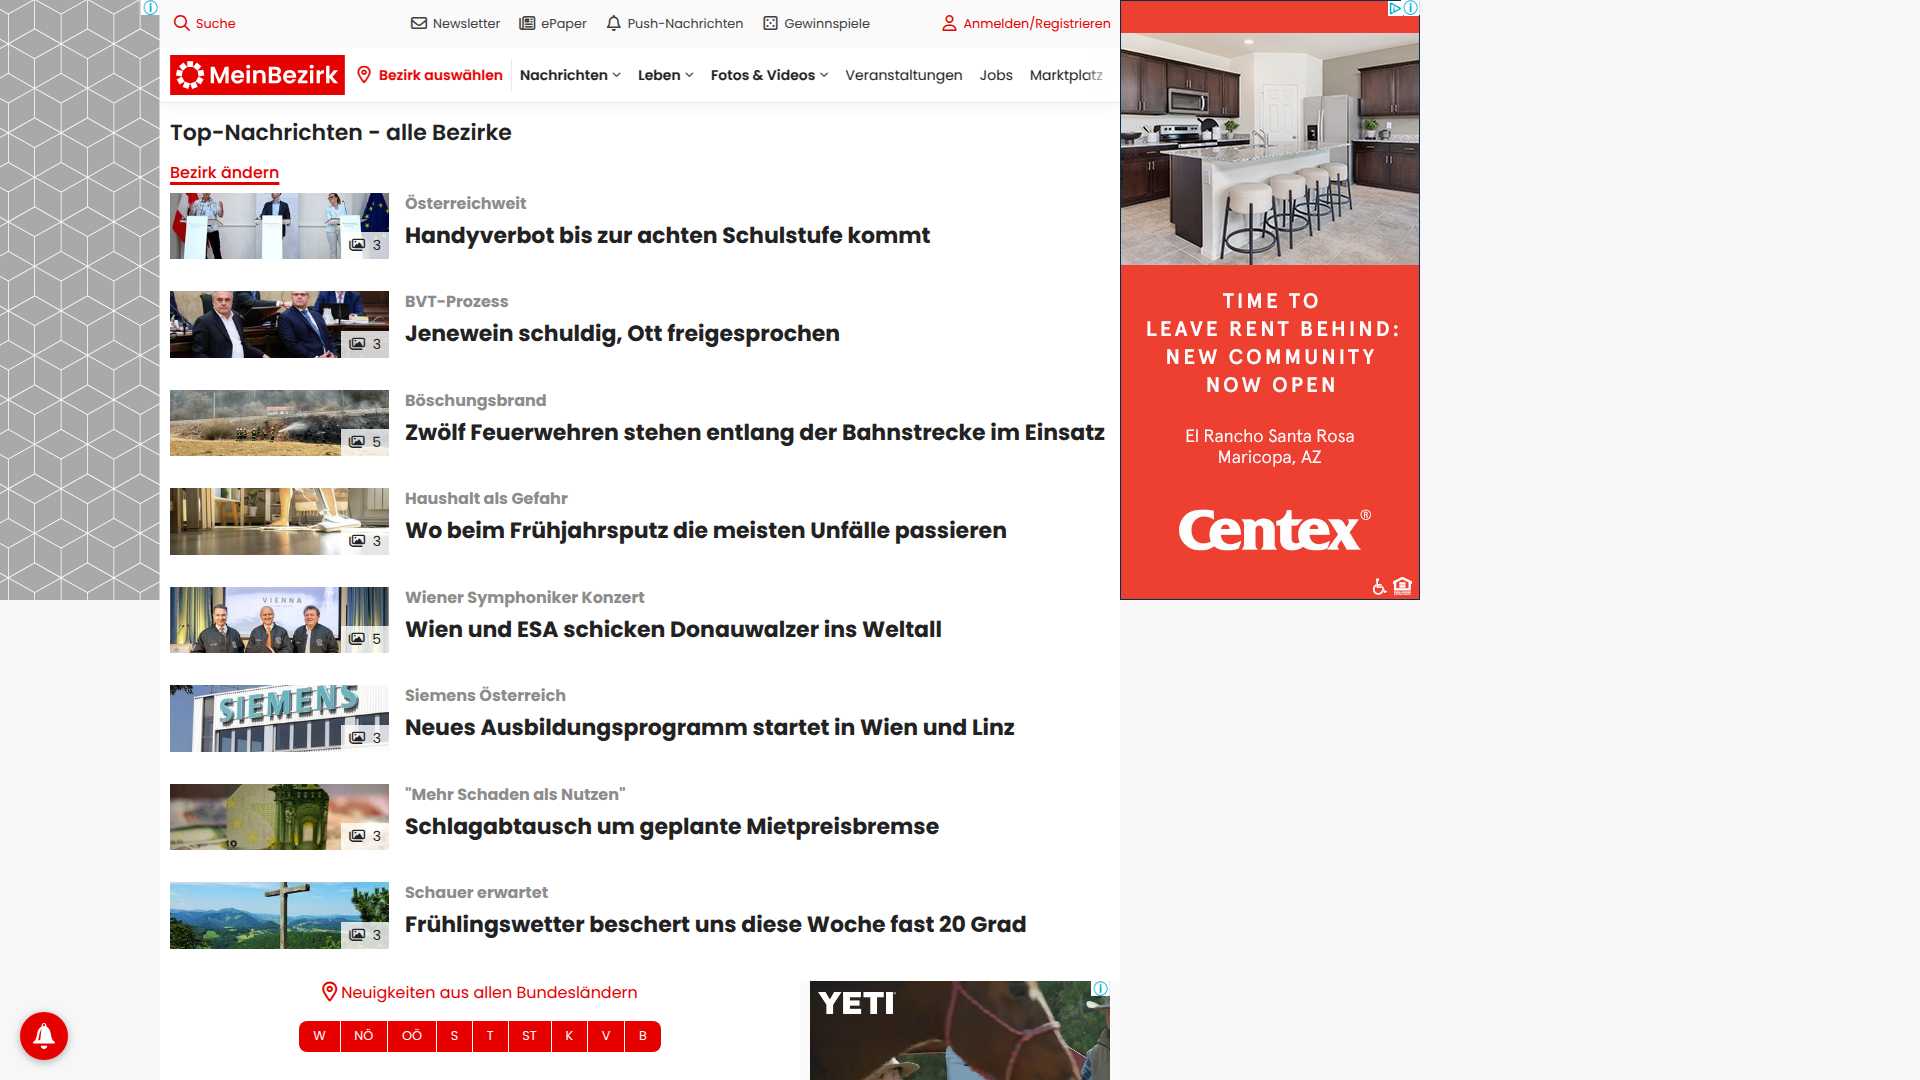 Suche
Newsletter
ePaper
Push-Nachrichten
Gewinnspiele
Anmelden/Registrieren
MeinBezirk
Bezirk auswählen
Nachrichten
Leben
Fotos & Videos
Veranstaltungen
Jobs
Marktplatz
Top-Nachrichten - alle Bezirke
Bezirk ändern
3
Österreichweit
Handyverbot bis zur achten Schulstufe kommt
3
BVT-Prozess
Jenewein schuldig, Ott freigesprochen
5
Böschungsbrand
Zwölf Feuerwehren stehen entlang der Bahnstrecke im Einsatz
3
Haushalt als Gefahr
Wo beim Frühjahrsputz die meisten Unfälle passieren
VIENNA
5
Wiener Symphoniker Konzert
Wien und ESA schicken Donauwalzer ins Weltall
SIEMENS
3
Siemens Österreich
Neues Ausbildungsprogramm startet in Wien und Linz
10
3
"Mehr Schaden als Nutzen"
Schlagabtausch um geplante Mietpreisbremse
3
Schauer erwartet
Frühlingswetter beschert uns diese Woche fast 20 Grad
Neuigkeiten aus allen Bundesländern
W
NÖ
OÖ
S
T
ST
K
V
B
YETI
TIME TO
LEAVE RENT BEHIND:
NEW COMMUNITY
NOW OPEN
El Rancho Santa Rosa
Maricopa, AZ
Centex®